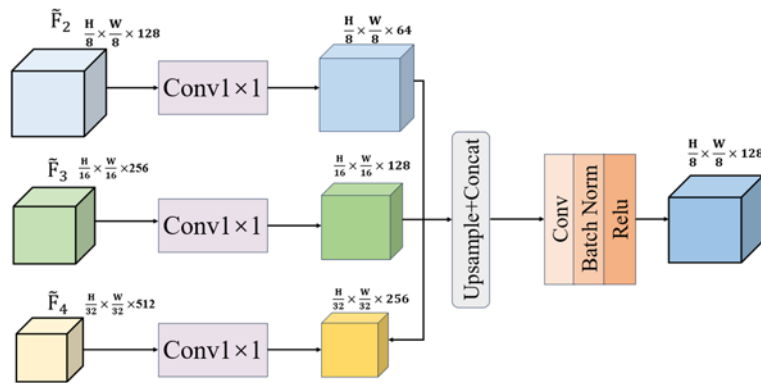 F̃₂ H/8 × W/8 × 128
Conv1×1
H/8 × W/8 × 64
F̃₃ H/16 × W/16 ×256
Conv1×1
H/16 × W/16 × 128
F̃₄ H/32 × W/32 ×512
Conv1×1
H/32 × W/32 × 256
Upsample+Concat
Conv
Batch Norm
Relu
H/8 × W/8 × 128